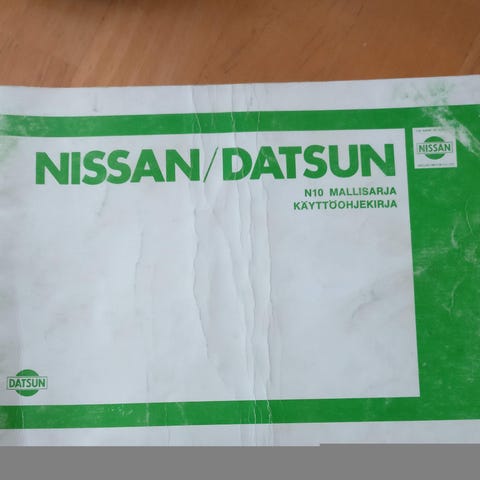 NISSAN/DATSUN
N10 MALLISARJA
KÄYTTÖOHJEKIRJA
NISSAN
DATSUN